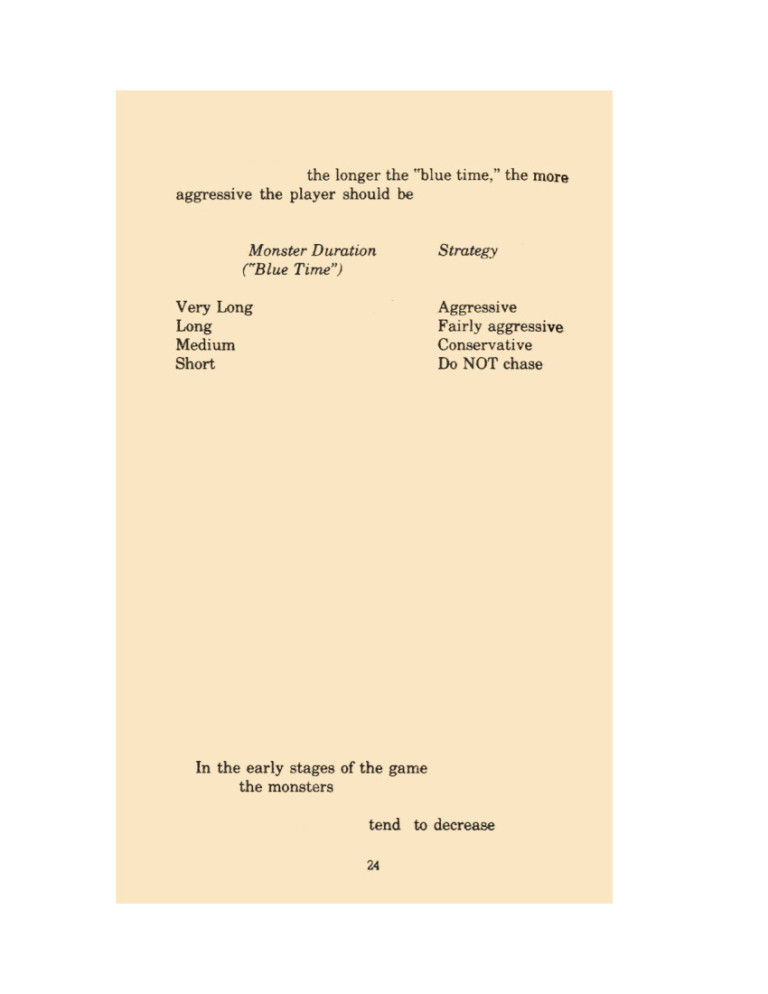 the longer the "blue time," the more
aggressive the player should be
Monster Duration Strategy
("Blue Time")
Very Long Aggressive
Long Fairly aggressive
Medium Conservative
Short Do NOT chase
In the early stages of the game
the monsters
tend to decrease
24